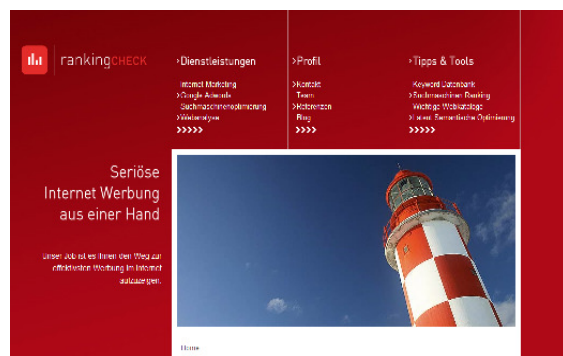 rankingCHECK
›Dienstleistungen
Internet Marketing
›Google Adwords
Suchmaschinenoptimierung
›Webanalyse
›››››
›Profil
›Kontakt
Team
›Referenzen
Blog
››››
›Tipps & Tools
Keyword Datenbank
›Suchmaschinen Ranking
Wichtige Webkataloge
›Latent Semantische Optimierung
›››››
Seriöse
Internet Werbung
aus einer Hand
Unser Job ist es Ihnen den Weg zur
effektivsten Werbung im Internet
aufzuzeigen.
Home